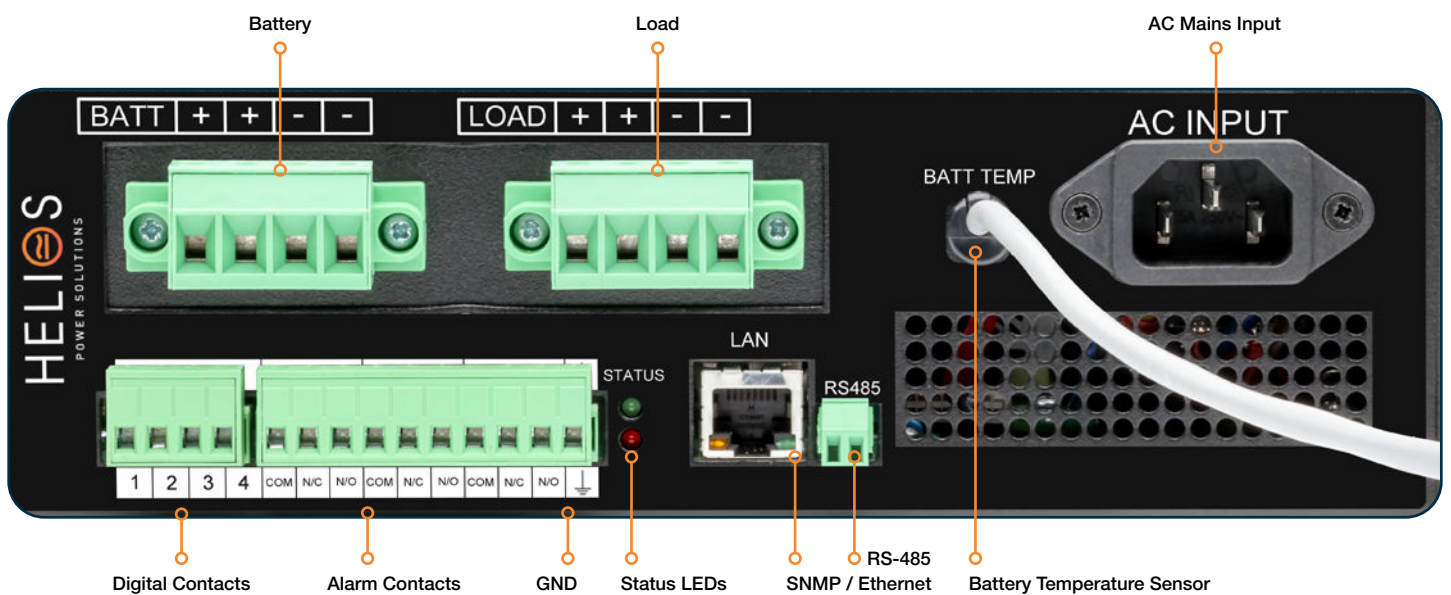 Battery
Load
AC Mains Input
BATT + + - -
LOAD + + - -
AC INPUT
BATT TEMP
HELIOS
POWER SOLUTIONS
LAN
STATUS
RS485
1 2 3 4 COM N/C N/O COM N/C N/O COM N/C N/O
RS-485
Digital Contacts
Alarm Contacts
GND
Status LEDs
SNMP / Ethernet
Battery Temperature Sensor